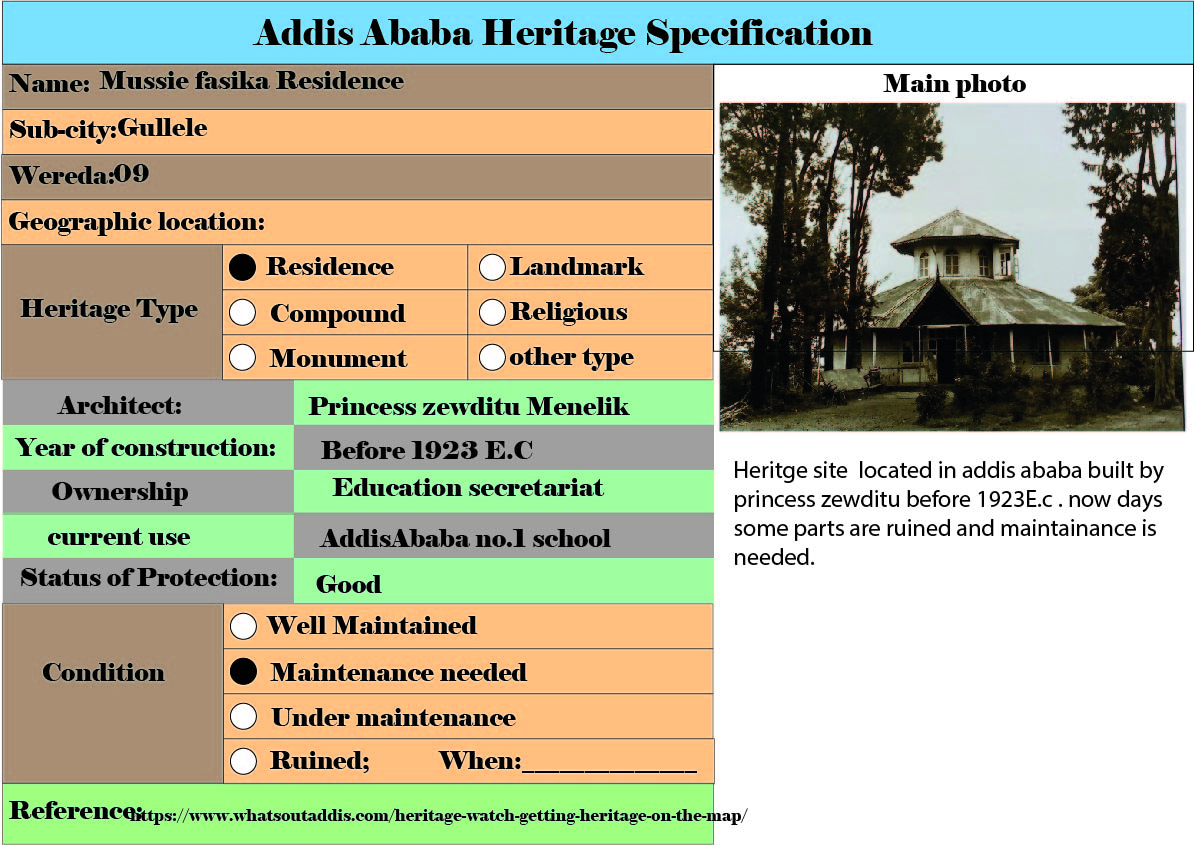 Addis Ababa Heritage Specification
Name: Mussie fasika Residence
Sub-city:Gullele
Wereda:09
Geographic location:
Heritage Type
Residence
Landmark
Compound
Religious
Monument
other type
Architect: Princess zewditu Menelik
Year of construction: Before 1923 E.C
Ownership Education secretariat
current use AddisAbaba no.1 school
Status of Protection: Good
Condition
Well Maintained
Maintenance needed
Under maintenance
Ruined; When:______________
Reference: https://www.whatsoutaddis.com/heritage-watch-getting-heritage-on-the-map/
Main photo
Heritge site located in addis ababa built by
princess zewditu before 1923E.c . now days
some parts are ruined and maintainance is
needed.